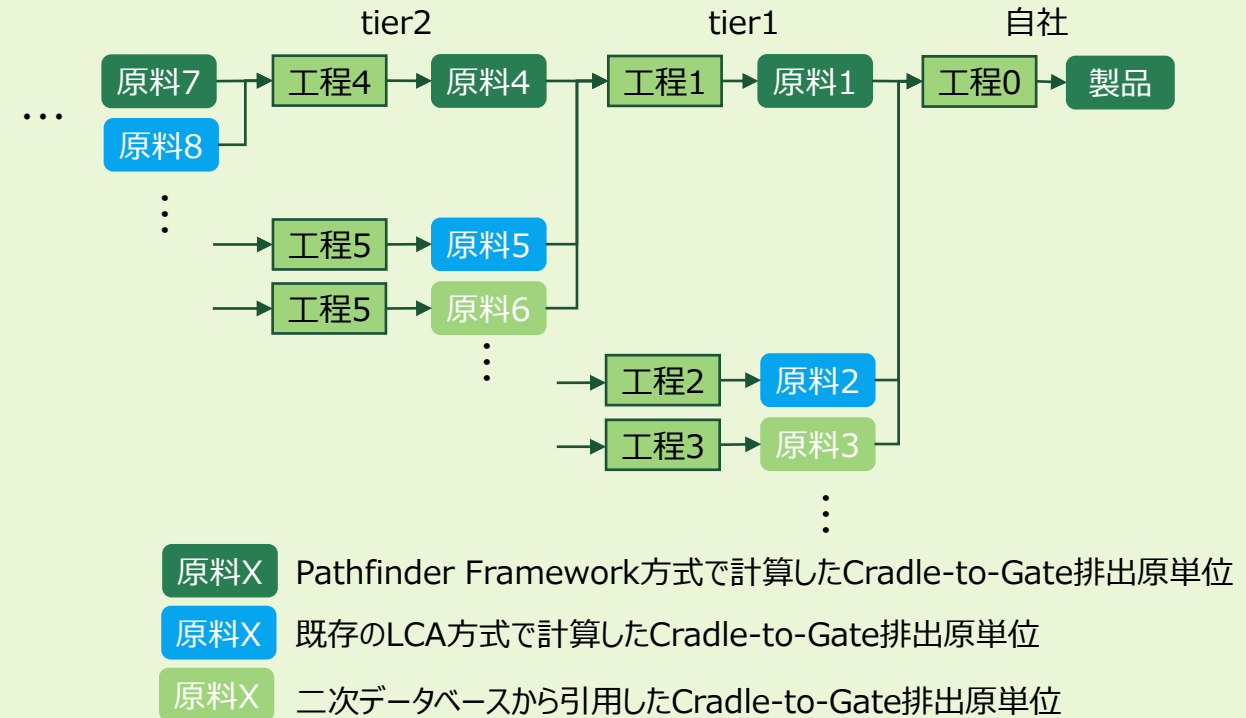 tier2 tier1 自社
原料7 工程4 原料4 工程1 原料1 工程0 製品
…
原料8
⋮
工程5 原料5
工程5 原料6
⋮
工程2 原料2
工程3 原料3
⋮
原料X Pathfinder Framework方式で計算したCradle-to-Gate排出原単位
原料X 既存のLCA方式で計算したCradle-to-Gate排出原単位
原料X 二次データベースから引用したCradle-to-Gate排出原単位